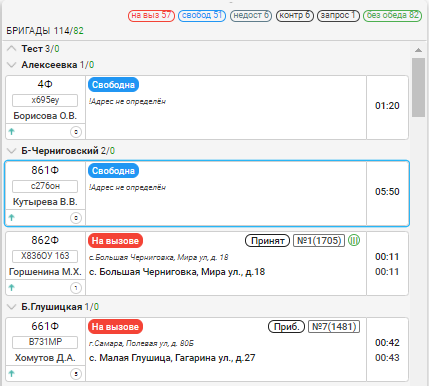 на выз 57 свобод 51 недост 6 контр 6 запрос 1 без обеда 82
БРИГАДЫ 114/82
Тест 3/0
Алексеевка 1/0
4Ф Свободна
х695еу !Адрес не определён 01:20
Борисова О.В.
0
Б-Черниговский 2/0
861Ф Свободна
с276он !Адрес не определён 05:50
Кутырева В.В.
0
862Ф На вызове Принят №1(1705)
Х836ОУ 163 с.Большая Черниговка, Мира ул, д. 18 00:11
Горшенина М.Х. с. Большая Черниговка, Мира ул., д.18 00:11
1
Б.Глушицкая 1/0
661Ф На вызове Приб. №7(1481)
В731МР г.Самара, Полевая ул, д. 80Б 00:42
Хомутов Д.А. с. Малая Глушица, Гагарина ул., д.27 00:43